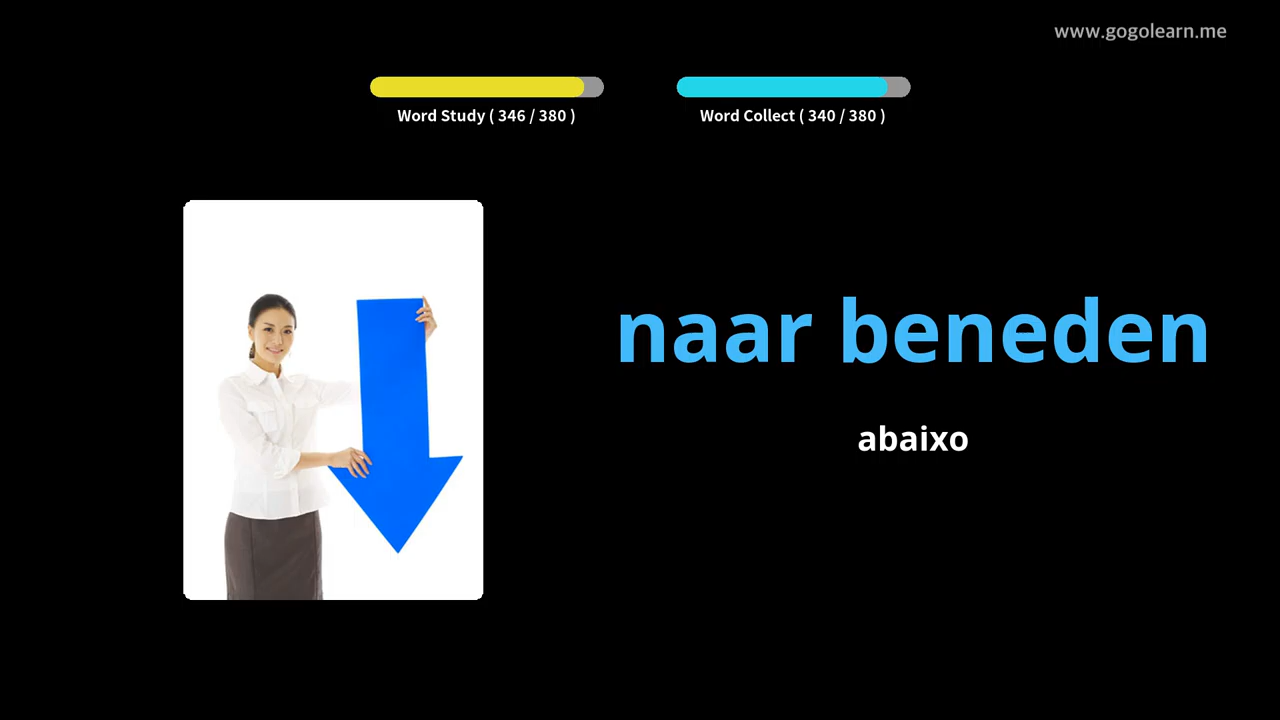 www.gogolearn.me
Word Study ( 346 / 380 )
Word Collect ( 340 / 380 )
naar beneden
abaixo